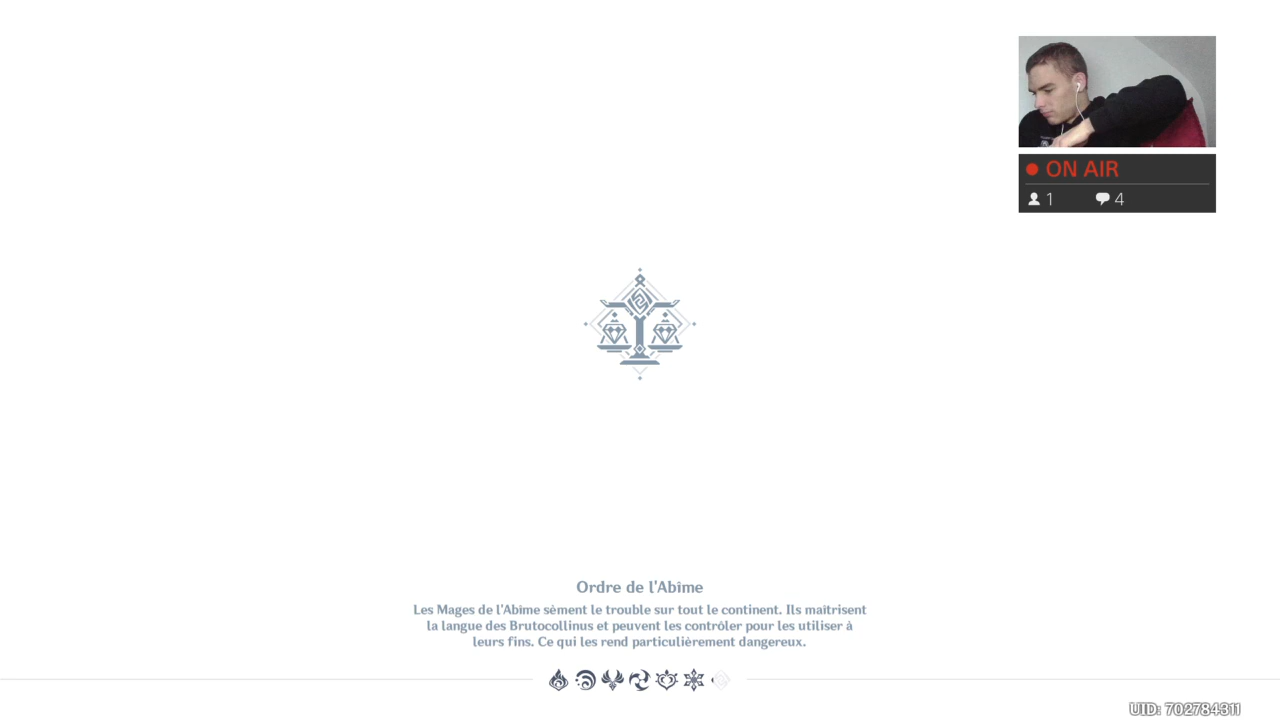 ON AIR
1 4
Ordre de l'Abîme
Les Mages de l'Abîme sèment le trouble sur tout le continent. Ils maîtrisent
la langue des Brutocollinus et peuvent les contrôler pour les utiliser à
leurs fins. Ce qui les rend particulièrement dangereux.
UID: 702784311